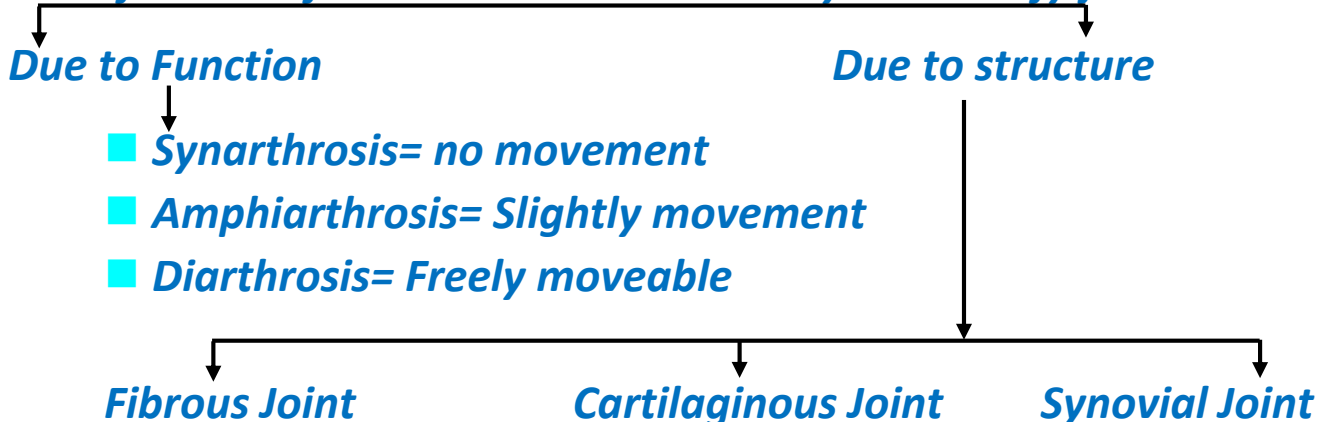 Due to Function Due to structure
Synarthrosis= no movement
Amphiarthrosis= Slightly movement
Diarthrosis= Freely moveable
Fibrous Joint Cartilaginous Joint Synovial Joint